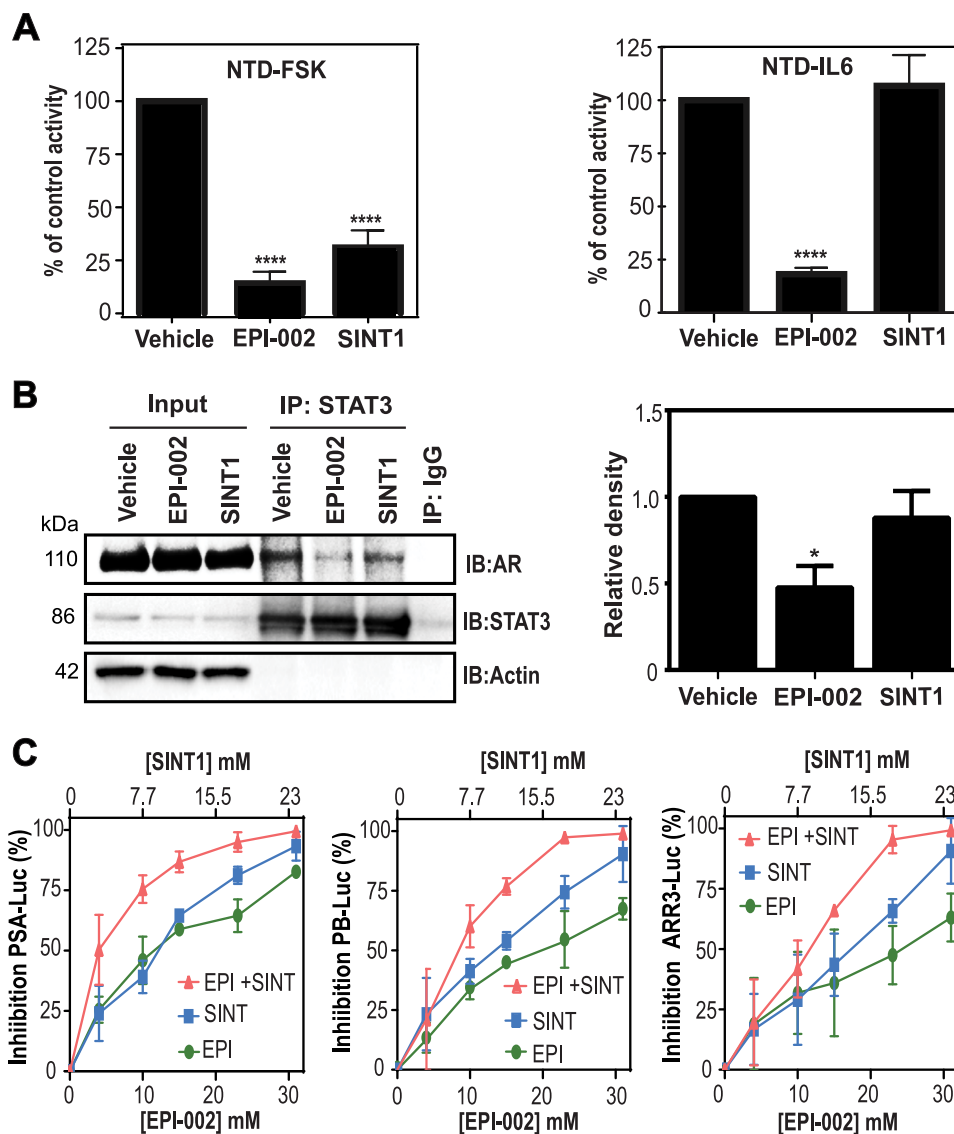 A
NTD-FSK
% of control activity
125
100
75
50
25
0
****
****
Vehicle EPI-002 SINT1
NTD-IL6
% of control activity
125
100
75
50
25
0
****
Vehicle EPI-002 SINT1
B
Input IP: STAT3
Vehicle EPI-002 SINT1 Vehicle EPI-002 SINT1 IP: IgG
kDa
110 IB:AR
86 IB:STAT3
42 IB:Actin
Relative density
1.5
1.0
0.5
0
*
Vehicle EPI-002 SINT1
C
[SINT1] mM
0 7.7 15.5 23
Inhiibition PSA-Luc (%)
100
75
50
25
0
EPI +SINT
SINT
EPI
0 10 20 30
[EPI-002] mM
[SINT1] mM
0 7.7 15.5 23
Inhiibition PB-Luc (%)
100
75
50
25
0
EPI +SINT
SINT
EPI
0 10 20 30
[EPI-002] mM
[SINT1] mM
0 7.7 15.5 23
Inhiibition ARR3-Luc (%)
100
75
50
25
0
EPI +SINT
SINT
EPI
0 10 20 30
[EPI-002] mM